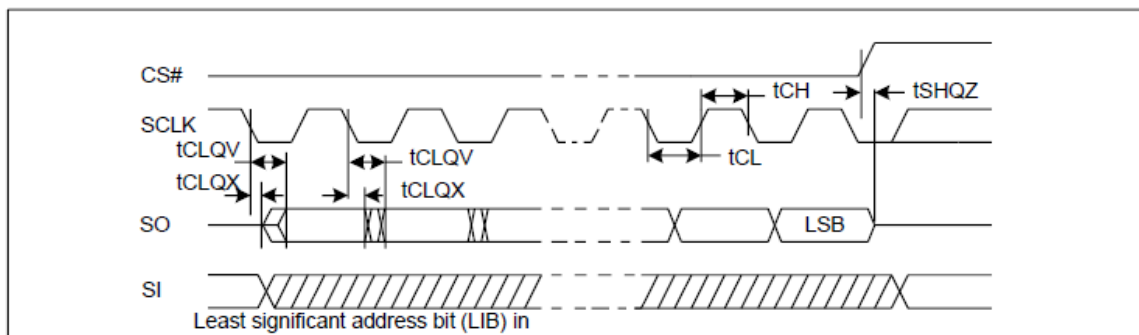 CS#
tCH
tSHQZ
SCLK
tCLQV
tCLQV
tCL
tCLQX
tCLQX
SO
LSB
SI
Least significant address bit (LIB) in